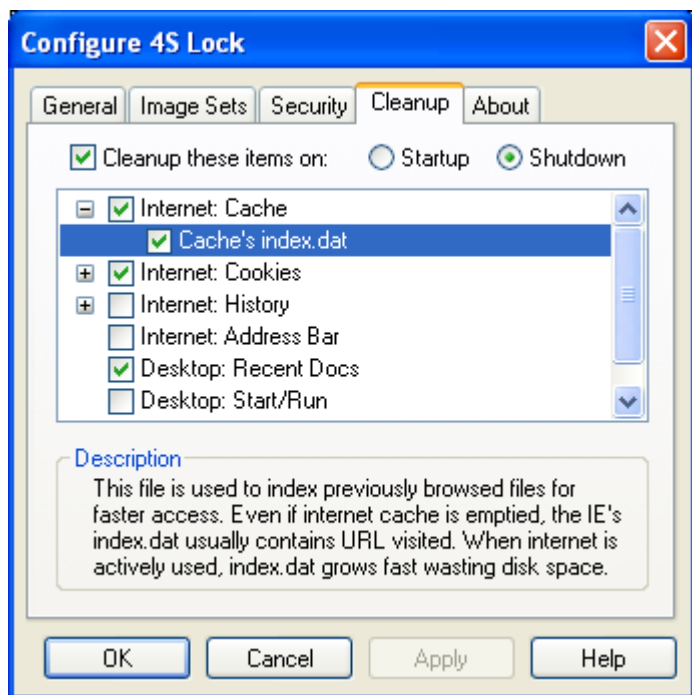 Configure 4S Lock
General Image Sets Security Cleanup About
Cleanup these items on: Startup Shutdown
Internet: Cache
Cache's index.dat
Internet: Cookies
Internet: History
Internet: Address Bar
Desktop: Recent Docs
Desktop: Start/Run
Description
This file is used to index previously browsed files for
faster access. Even if internet cache is emptied, the IE's
index.dat usually contains URL visited. When internet is
actively used, index.dat grows fast wasting disk space.
OK Cancel Apply Help